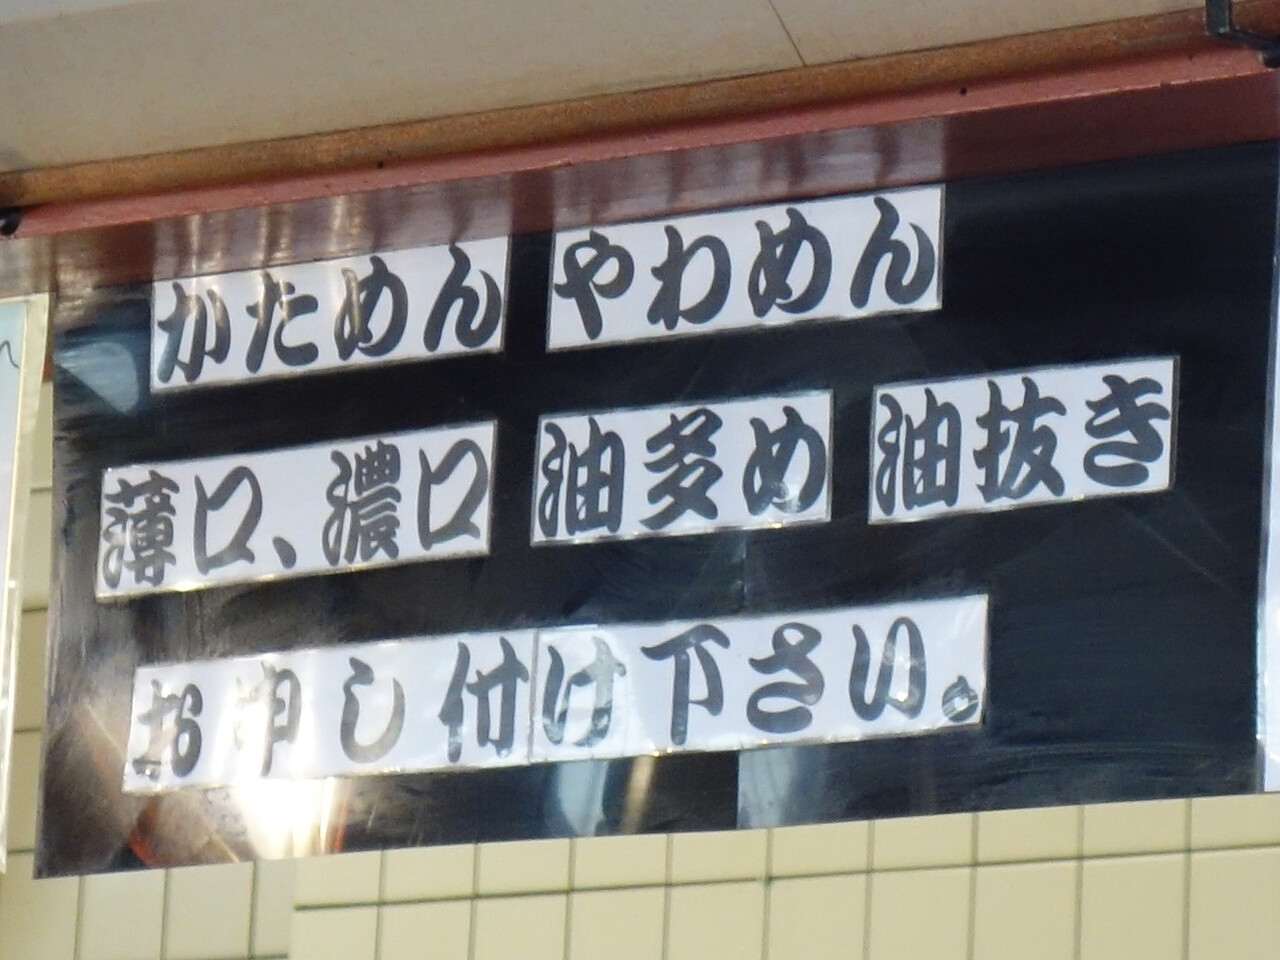 かためん やわめん
薄口、濃口 油多め 油抜き
お申し付け下さい。